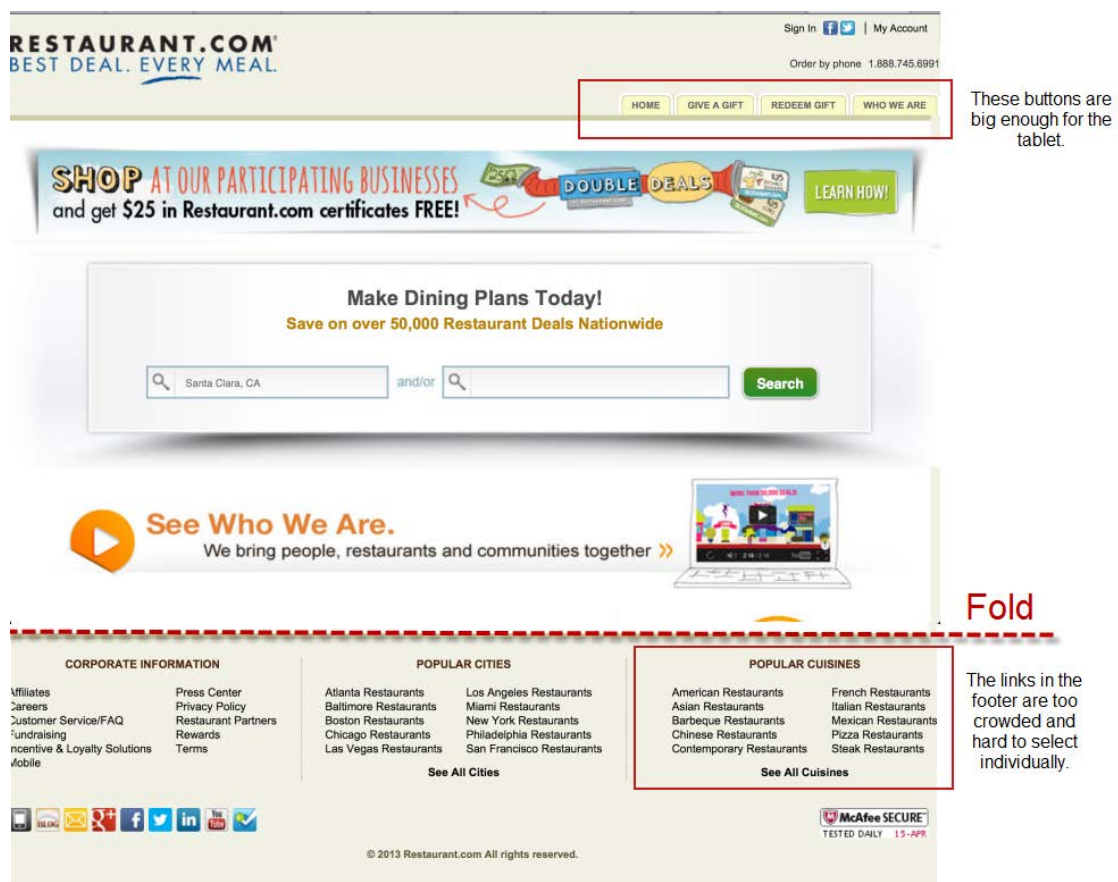 RESTAURANT.COM®
BEST DEAL. EVERY MEAL.
Sign In | My Account
Order by phone 1.888.745.6991
HOME GIVE A GIFT REDEEM GIFT WHO WE ARE
These buttons are
big enough for the
tablet.
SHOP AT OUR PARTICIPATING BUSINESSES
and get $25 in Restaurant.com certificates FREE!
DOUBLE DEALS
LEARN HOW!
Make Dining Plans Today!
Save on over 50,000 Restaurant Deals Nationwide
Santa Clara, CA and/or
Search
See Who We Are.
We bring people, restaurants and communities together »
MORE THAN 50,000 DEALS!
Fold
CORPORATE INFORMATION
Affiliates
Careers
Customer Service/FAQ
Fundraising
Incentive & Loyalty Solutions
Mobile
Press Center
Privacy Policy
Restaurant Partners
Rewards
Terms
POPULAR CITIES
Atlanta Restaurants
Baltimore Restaurants
Boston Restaurants
Chicago Restaurants
Las Vegas Restaurants
Los Angeles Restaurants
Miami Restaurants
New York Restaurants
Philadelphia Restaurants
San Francisco Restaurants
See All Cities
POPULAR CUISINES
American Restaurants
Asian Restaurants
Barbeque Restaurants
Chinese Restaurants
Contemporary Restaurants
French Restaurants
Italian Restaurants
Mexican Restaurants
Pizza Restaurants
Steak Restaurants
See All Cuisines
The links in the
footer are too
crowded and
hard to select
individually.
BLOG
You
Tube
McAfee SECURE
TESTED DAILY 15-APR
© 2013 Restaurant.com All rights reserved.